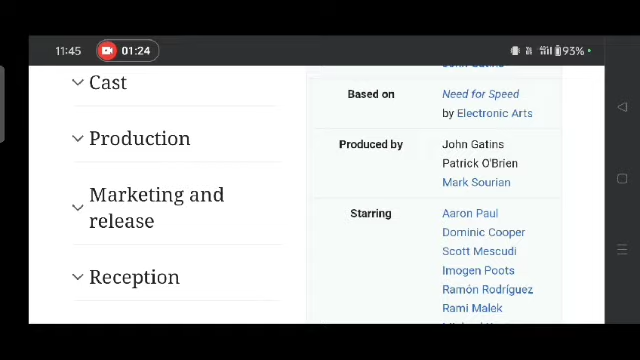 11:45
01:24
93%
Cast
Production
Marketing and
release
Reception
Based on
Need for Speed
by Electronic Arts
Produced by
John Gatins
Patrick O'Brien
Mark Sourian
Starring
Aaron Paul
Dominic Cooper
Scott Mescudi
Imogen Poots
Ramón Rodríguez
Rami Malek